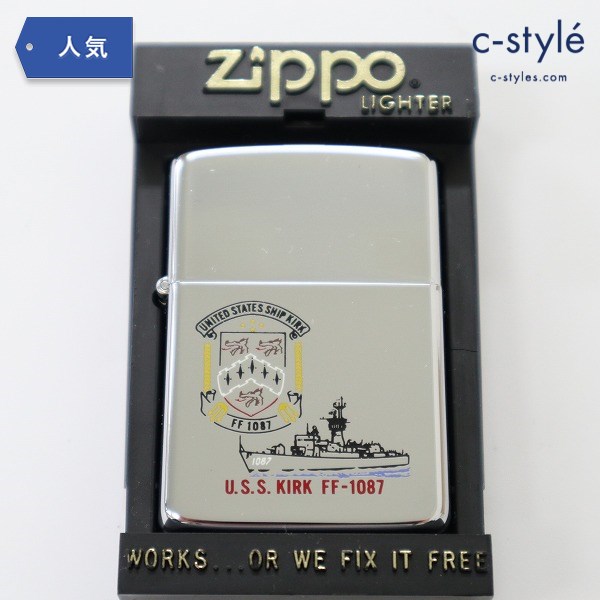 人気
c-stylé
c-styles.com
Zippo®
LIGHTER
UNITED STATES SHIP KIRK
FF 1087
1087
U.S.S. KIRK FF-1087
WORKS...OR WE FIX IT FREE